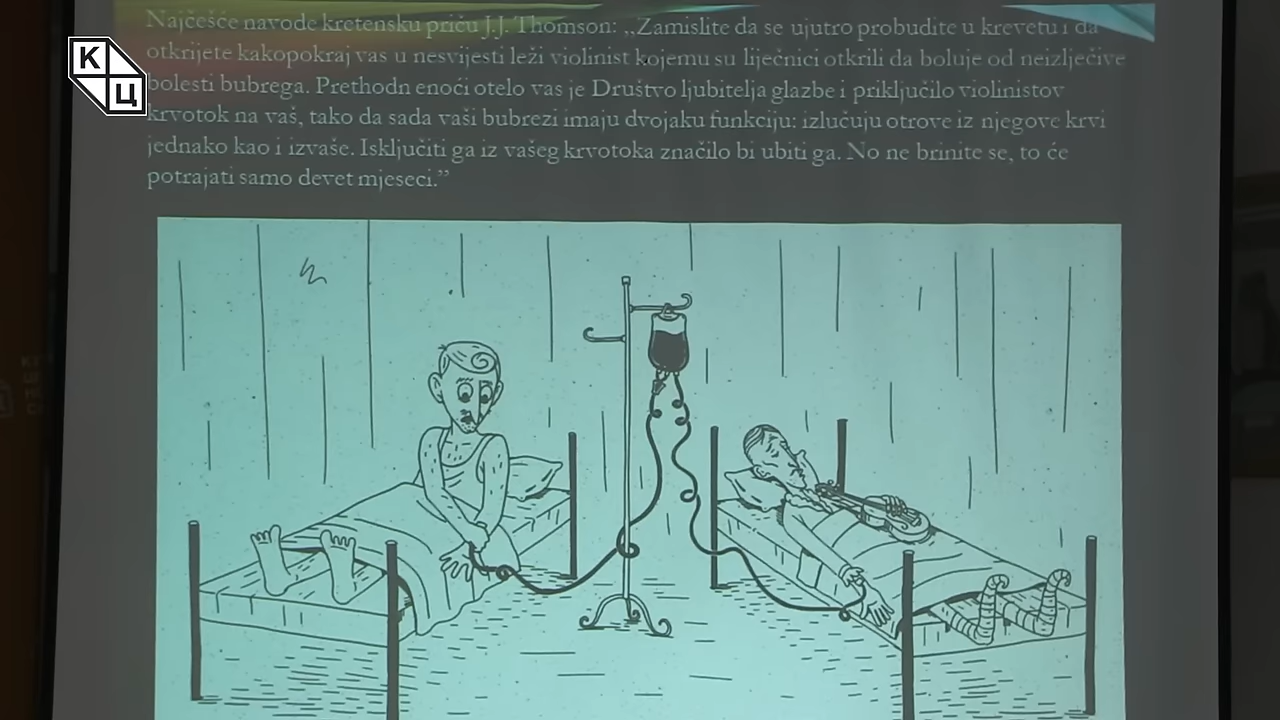 Najčešće navode kretensku priču J.J. Thomson: „Zamislite da se ujutro probudite u krevetu i da
К
Ц
otkrijete kakopokraj vas u nesvijesti leži violinist kojemu su liječnici otkrili da boluje od neizlječive
bolesti bubrega. Prethodn enoći otelo vas je Društvo ljubitelja glazbe i priključilo violinistov
krvotok na vaš, tako da sada vaši bubrezi imaju dvojaku funkciju: izlučuju otrove iz njegove krvi
jednako kao i izvaše. Isključiti ga iz vašeg krvotoka značilo bi ubiti ga. No ne brinite se, to će
potrajati samo devet mjeseci.”